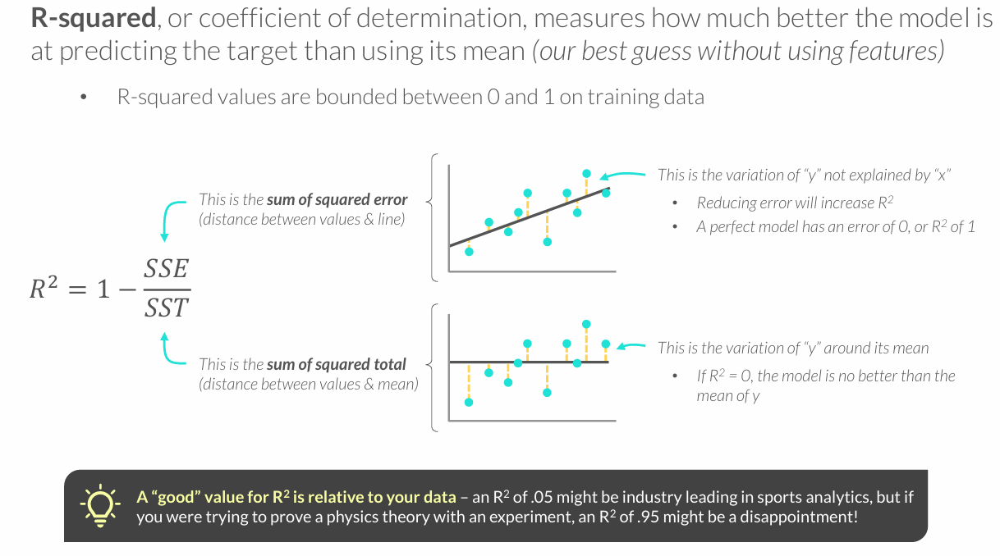 R-squared, or coefficient of determination, measures how much better the model is
at predicting the target than using its mean (our best guess without using features)
• R-squared values are bounded between 0 and 1 on training data
This is the sum of squared error
(distance between values & line)
This is the variation of “y” not explained by “x”
• Reducing error will increase R²
• A perfect model has an error of 0, or R² of 1
R² = 1 − SSE/SST
This is the sum of squared total
(distance between values & mean)
This is the variation of “y” around its mean
• If R² = 0, the model is no better than the
mean of y
A “good” value for R² is relative to your data – an R² of .05 might be industry leading in sports analytics, but if
you were trying to prove a physics theory with an experiment, an R² of .95 might be a disappointment!